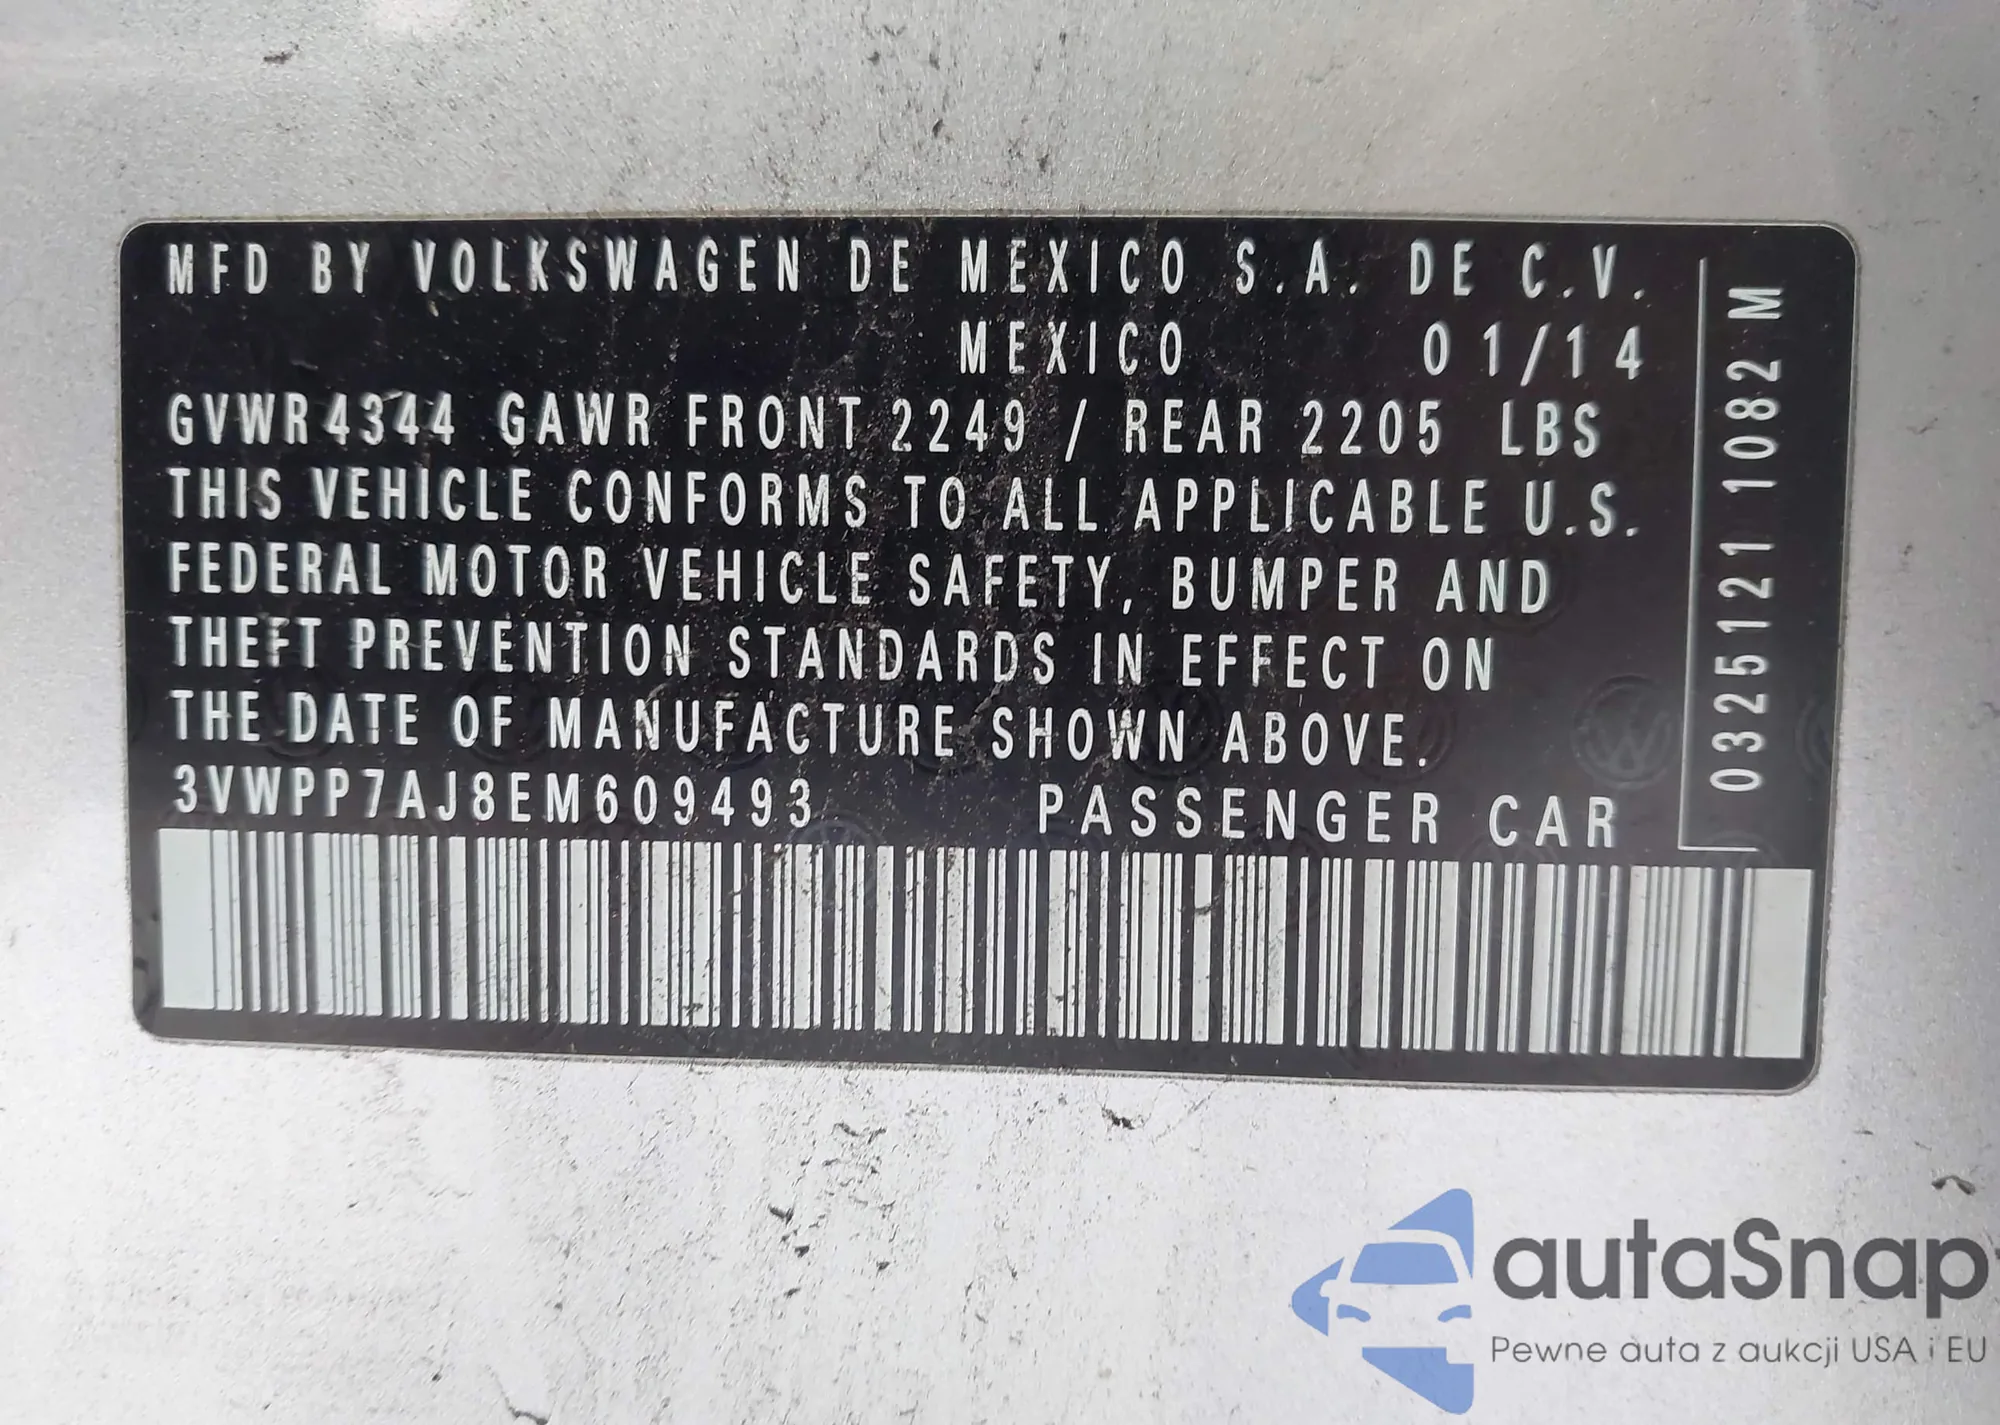 MFD BY VOLKSWAGEN DE MEXICO S.A. DE C.V.
MEXICO 01/14
GVWR4344 GAWR FRONT 2249 / REAR 2205 LBS
THIS VEHICLE CONFORMS TO ALL APPLICABLE U.S.
FEDERAL MOTOR VEHICLE SAFETY, BUMPER AND
THEFT PREVENTION STANDARDS IN EFFECT ON
THE DATE OF MANUFACTURE SHOWN ABOVE.
3VWPP7AJ8EM609493 PASSENGER CAR
0325121 1082 M
autaSnap
Pewne auta z aukcji USA i EU